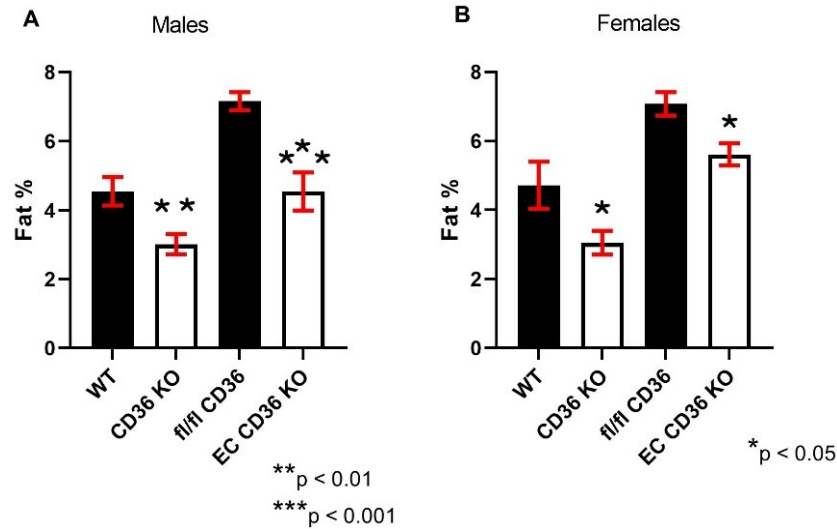 A
Males
Fat %
8
6
4
2
0
* *
***
WT
CD36 KO
fl/fl CD36
EC CD36 KO
**p < 0.01
***p < 0.001
B
Females
Fat %
8
6
4
2
0
*
*
WT
CD36 KO
fl/fl CD36
EC CD36 KO
*p < 0.05